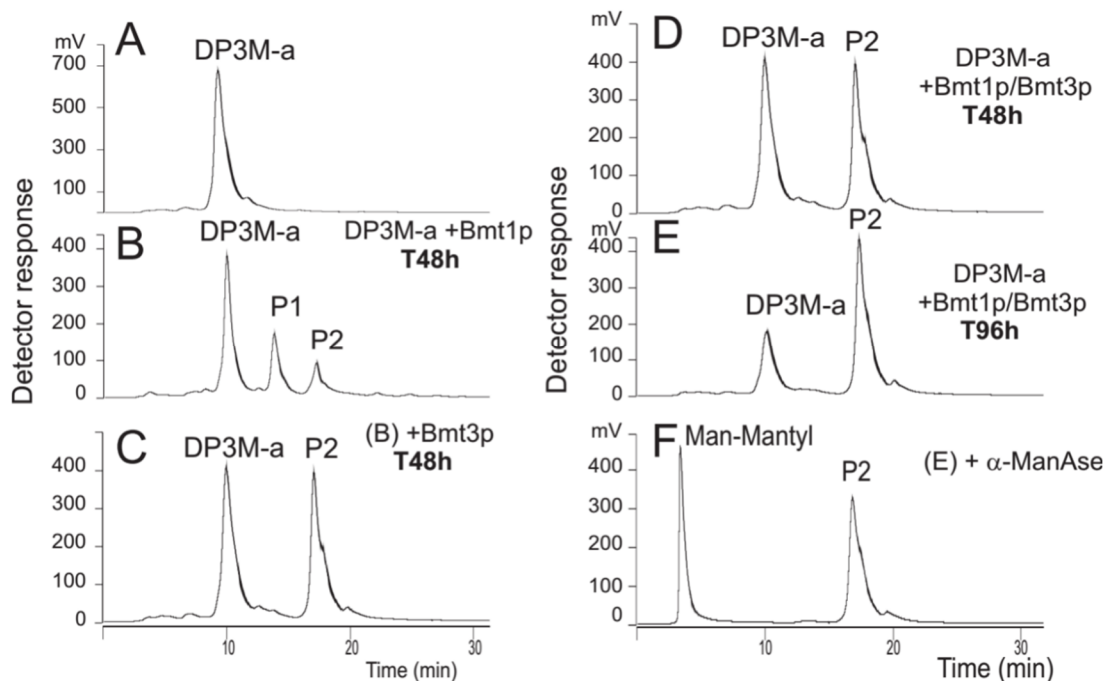 A
mV
DP3M-a
700
500
300
100
B
DP3M-a
DP3M-a +Bmt1p
T48h
400
300
200
100
0
P1
P2
C
DP3M-a
P2
(B) +Bmt3p
T48h
400
300
200
100
0
10
20
30
Time (min)
Detector response
D
mV
DP3M-a
P2
DP3M-a
+Bmt1p/Bmt3p
T48h
400
300
200
100
0
E
mV
P2
DP3M-a
DP3M-a
+Bmt1p/Bmt3p
T96h
400
300
200
100
0
F
mV
Man-Mantyl
P2
(E) + α-ManAse
400
300
200
100
0
10
20
30
Time (min)
Detector response